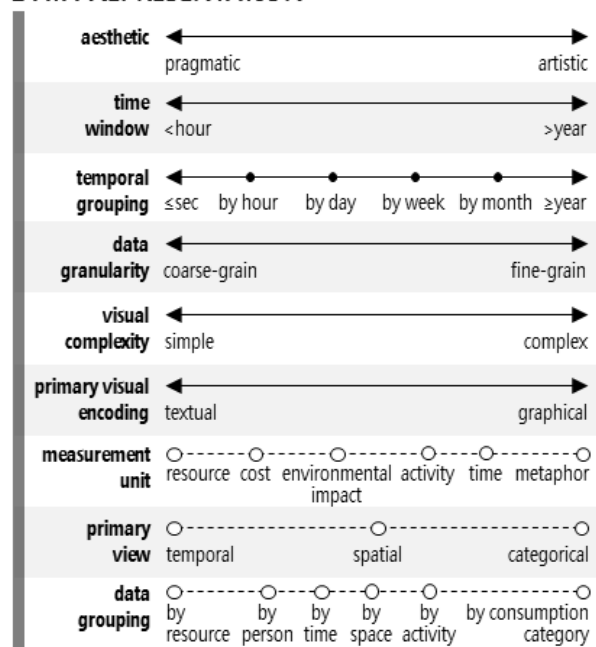 aesthetic
pragmatic artistic
time
window <hour >year
temporal
grouping ≤sec by hour by day by week by month ≥year
data
granularity coarse-grain fine-grain
visual
complexity simple complex
primary visual
encoding textual graphical
measurement
unit resource cost environmental activity time metaphor
impact
primary
view temporal spatial categorical
data
grouping by by by by by by consumption
resource person time space activity category